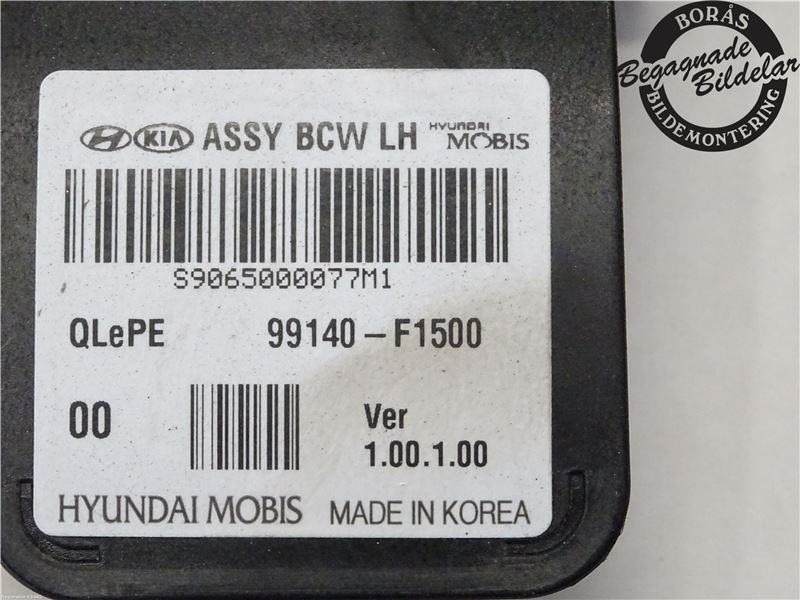 KIA ASSY BCW LH HYUNDAI MOBIS
S9065000077M1
QLePE 99140-F1500
00 Ver
1.00.1.00
HYUNDAI MOBIS MADE IN KOREA
BORÅS
Begagnade
Bildelar
BILDEMONTERING